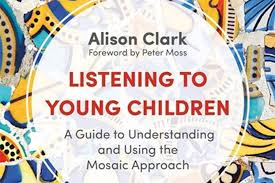 Alison Clark
Foreword by Peter Moss
LISTENING TO
YOUNG CHILDREN
A Guide to Understanding
and Using the
Mosaic Approach